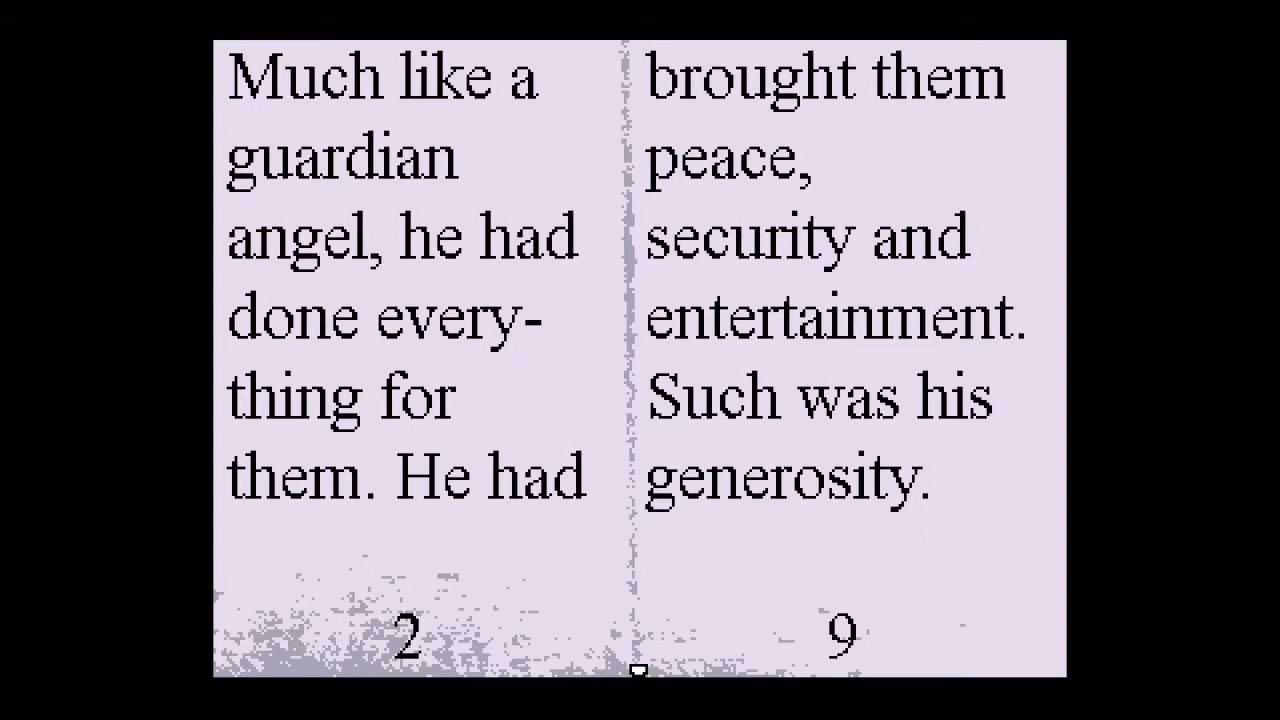 Much like a
guardian
angel, he had
done every-
thing for
them. He had
2
brought them
peace,
security and
entertainment.
Such was his
generosity.
9